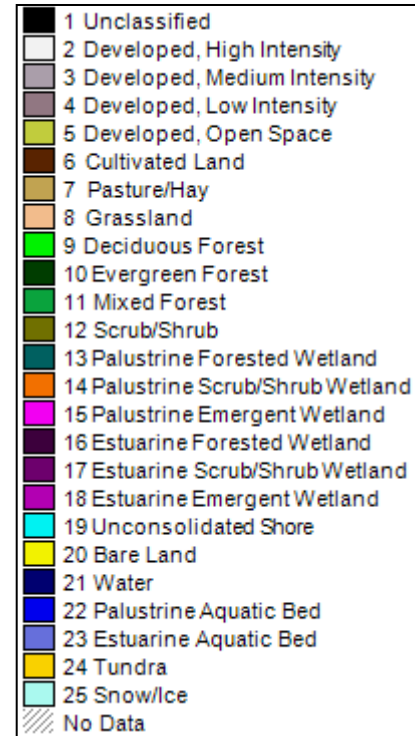 1 Unclassified
2 Developed, High Intensity
3 Developed, Medium Intensity
4 Developed, Low Intensity
5 Developed, Open Space
6 Cultivated Land
7 Pasture/Hay
8 Grassland
9 Deciduous Forest
10 Evergreen Forest
11 Mixed Forest
12 Scrub/Shrub
13 Palustrine Forested Wetland
14 Palustrine Scrub/Shrub Wetland
15 Palustrine Emergent Wetland
16 Estuarine Forested Wetland
17 Estuarine Scrub/Shrub Wetland
18 Estuarine Emergent Wetland
19 Unconsolidated Shore
20 Bare Land
21 Water
22 Palustrine Aquatic Bed
23 Estuarine Aquatic Bed
24 Tundra
25 Snow/Ice
No Data